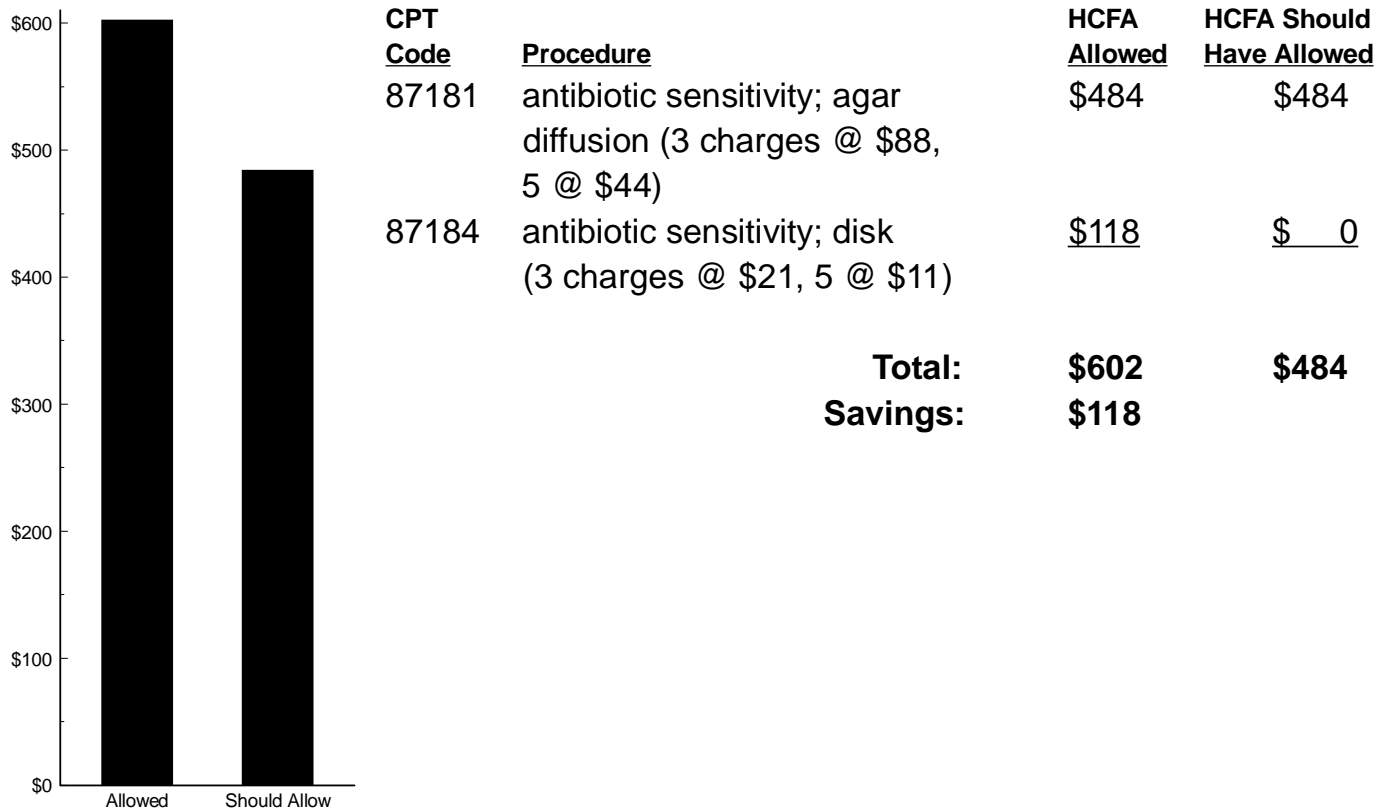 $600
$500
$400
$300
$200
$100
$0
Allowed Should Allow
CPT HCFA HCFA Should
Code Procedure Allowed Have Allowed
87181 antibiotic sensitivity; agar $484 $484
diffusion (3 charges @ $88,
5 @ $44)
87184 antibiotic sensitivity; disk $118 $ 0
(3 charges @ $21, 5 @ $11)
Total: $602 $484
Savings: $118